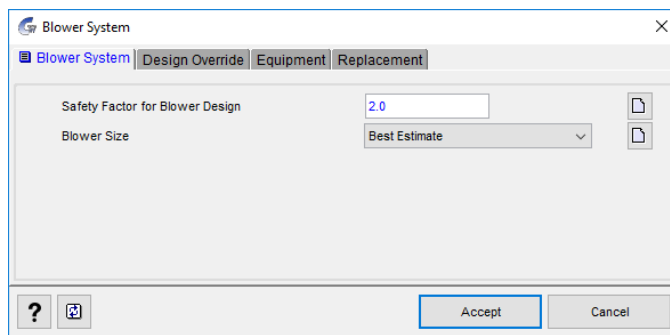 Blower System
Blower System Design Override Equipment Replacement
Safety Factor for Blower Design 2.0
Blower Size Best Estimate
? Accept Cancel